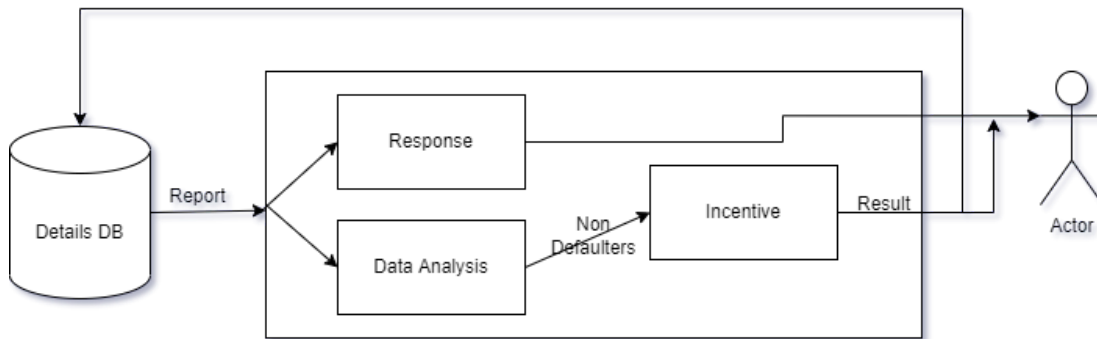 Response
Report
Details DB
Data Analysis
Non
Defaulters
Incentive
Result
Actor